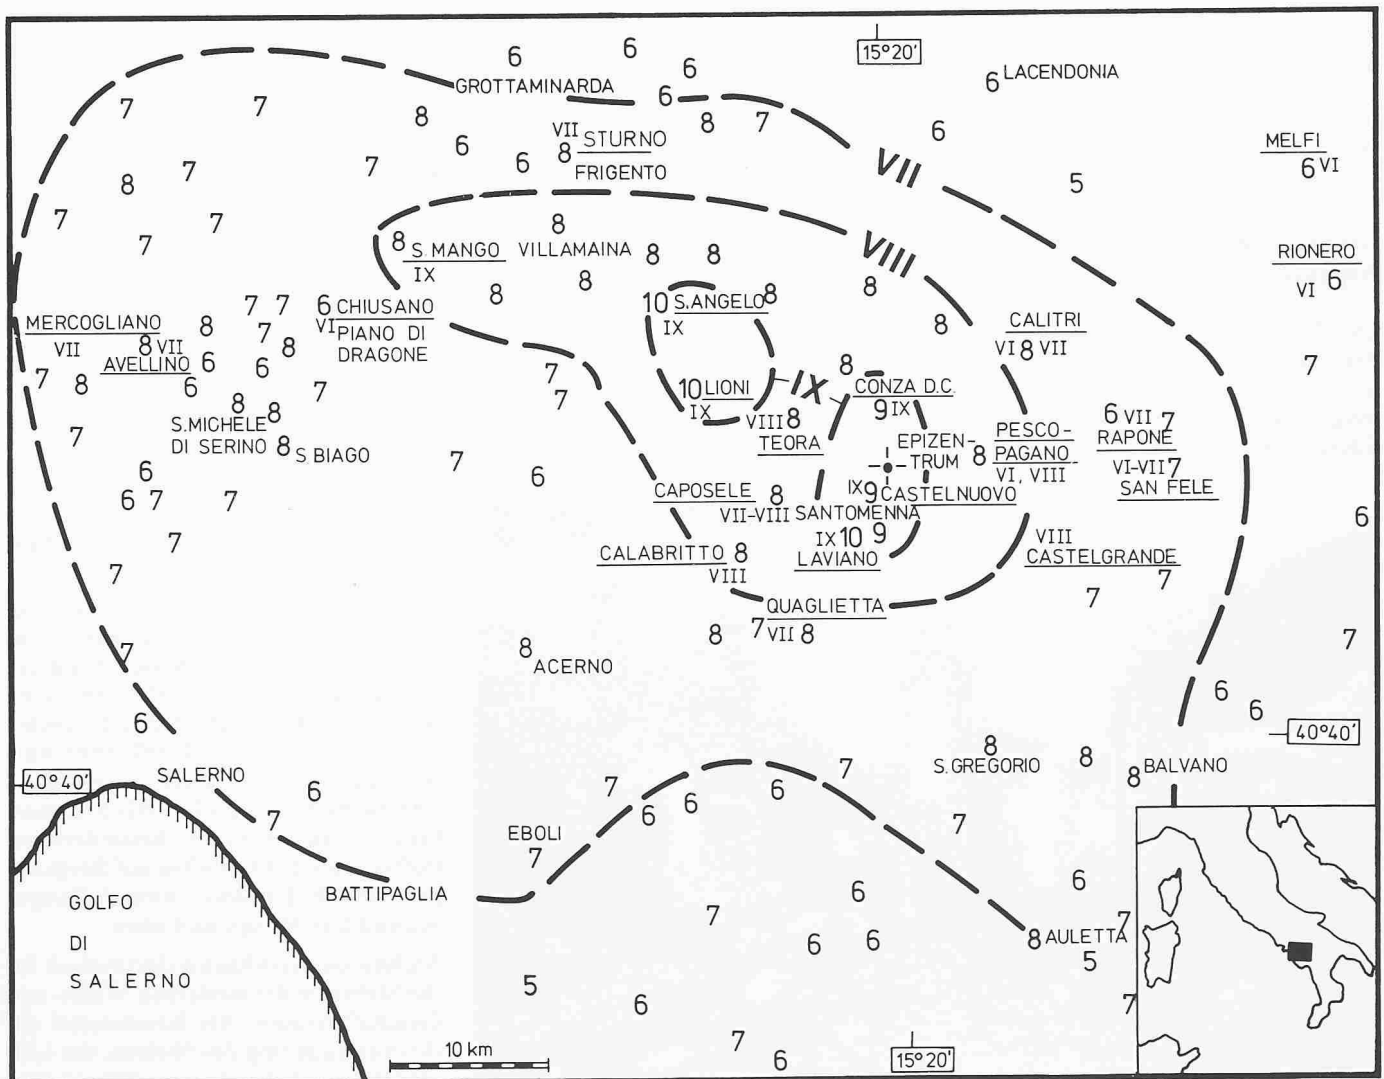 15°20'
6
6
6
6 LACENDONIA
GROTTAMINARDA
6
7
7
8
VII STURNO
8
7
6
MELFI
6 VI
6
6
8
FRIGENTO
7
VII
5
7
8
7
7
7
8
S. MANGO
IX
VILLAMAINA
8
8
8
VIII
RIONERO
VI 6
8
8
8
8
7
7
6 CHIUSANO
VI PIANO DI
DRAGONE
10 S.ANGELO
IX
8
MERCOGLIANO
VII
8
7
8 VII
8
AVELLINO
6
6
7
8
6
7
CALITRI
VI 8 VII
7
7
7
8
10 LIONI
IX
IX
CONZA D.C.
9 IX
8
8
S.MICHELE
DI SERINO
8 S.BIAGO
VIII 8
TEORA
EPIZEN-
TRUM
8
PESCO-
PAGANO
VI, VIII
6 VII 7
RAPONE
VI-VII 7
SAN FELE
7
7
6
6
6
7
7
CAPOSELE 8
VII-VIII
IX 9 CASTELNUOVO
SANTOMENNA
IX 10 9
LAVIANO
6
7
CALABRITTO 8
VIII
VIII
CASTELGRANDE
7
7
7
QUAGLIETTA
8
7 VII 8
7
7
8
ACERNO
6
6
6
40°40'
40°40'
SALERNO
6
7
7
6
6
6
7
8
S.GREGORIO
8
8 BALVANO
7
EBOLI
7
BATTIPAGLIA
6
6
7
7
6
6
8 AULETTA
5
GOLFO
DI
SALERNO
5
6
7
7
6
10 km
15°20'